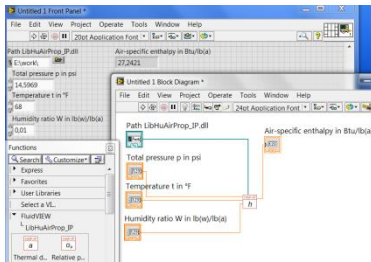 Untitled 1 Front Panel *
File Edit View Project Operate Tools Window Help
20pt Application Font
Path LibHuAirProp_IP.dll
E:\work\
Air-specific enthalpy in Btu/lb(a)
27,2421
Total pressure p in psi
14,5969
Temperature t in °F
68
Humidity ratio W in lb(w)/lb(a)
0,01
Functions
Search
Customize
Express
Favorites
User Libraries
Select a VI...
FluidVIEW
LibHuAirProp_IP
a
Thermal d...
Relative p...
Untitled 1 Block Diagram *
File Edit View Project Operate Tools Window Help
24pt Application Font
Path LibHuAirProp_IP.dll
Air-specific enthalpy in Btu/lb(a)
Total pressure p in psi
Temperature t in °F
Humidity ratio W in lb(w)/lb(a)
h